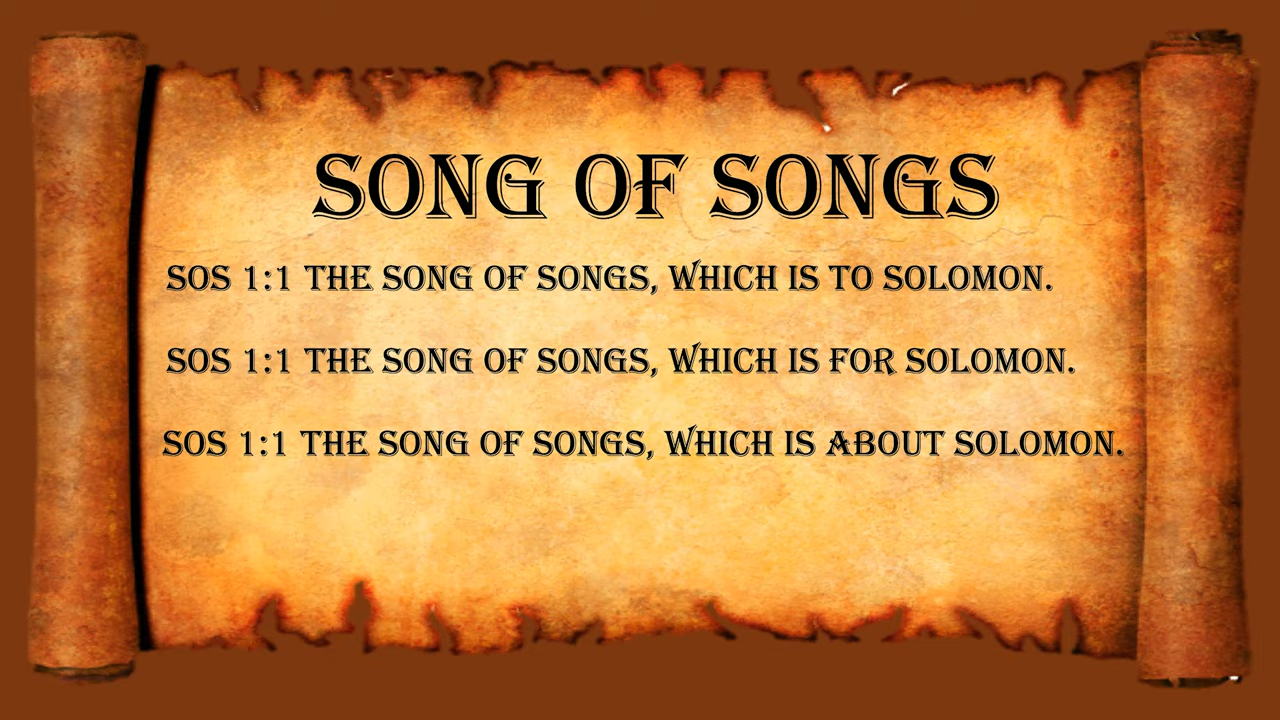 SONG OF SONGS
SOS 1:1 THE SONG OF SONGS, WHICH IS TO SOLOMON.
SOS 1:1 THE SONG OF SONGS, WHICH IS FOR SOLOMON.
SOS 1:1 THE SONG OF SONGS, WHICH IS ABOUT SOLOMON.